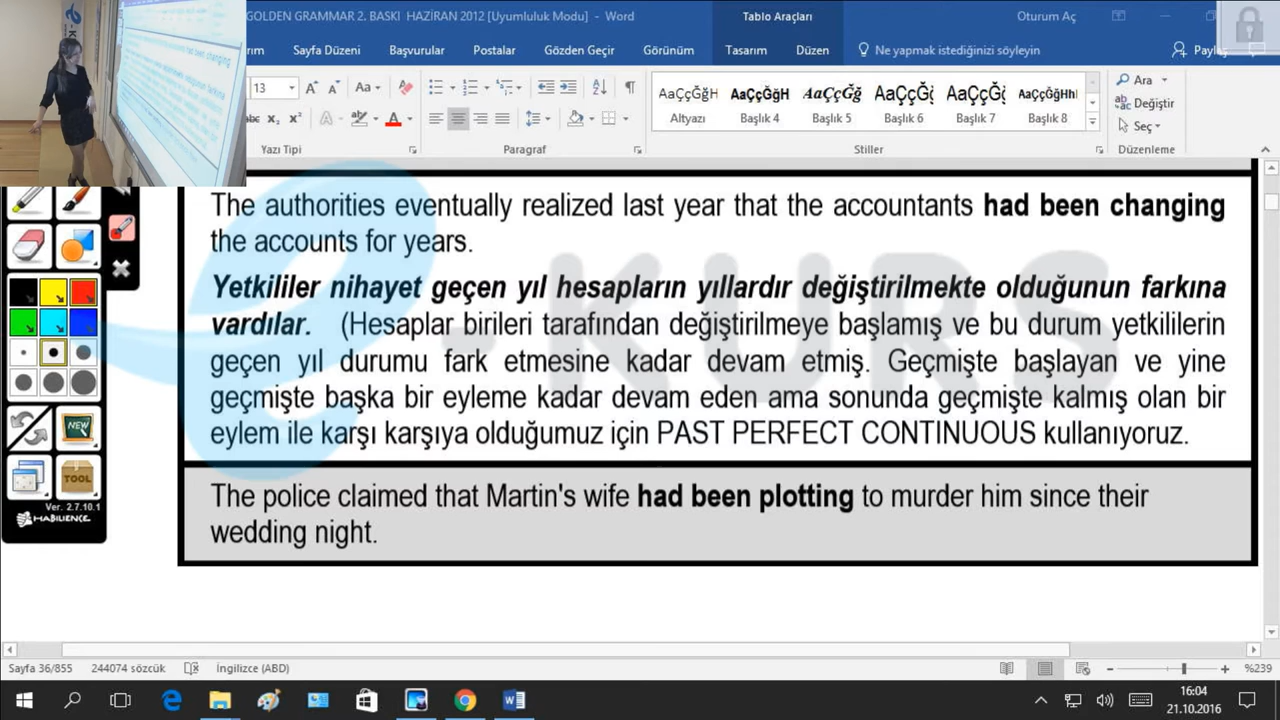 GOLDEN GRAMMAR 2. BASKI HAZİRAN 2012 [Uyumluluk Modu] - Word
Tablo Araçları
Oturum Aç
Sayfa Düzeni
Başvurular
Postalar
Gözden Geçir
Görünüm
Tasarım
Düzen
Ne yapmak istediğinizi söyleyin
13
Aa
Ara
Değiştir
Seç
AaÇçĞğH
AaÇçĞğH
AaÇçĞğ
Altyazı
Başlık 4
Başlık 5
Başlık 6
Başlık 7
Başlık 8
Yazı Tipi
Paragraf
Stiller
Düzenleme
The authorities eventually realized last year that the accountants had been changing
the accounts for years.
Yetkililer nihayet geçen yıl hesapların yıllardır değiştirilmekte olduğunun farkına
vardılar. (Hesaplar birileri tarafından değiştirilmeye başlamış ve bu durum yetkililerin
geçen yıl durumu fark etmesine kadar devam etmiş. Geçmişte başlayan ve yine
geçmişte başka bir eyleme kadar devam eden ama sonunda geçmişte kalmış olan bir
eylem ile karşı karşıya olduğumuz için PAST PERFECT CONTINUOUS kullanıyoruz.
The police claimed that Martin's wife had been plotting to murder him since their
wedding night.
e-KURS
NEW
TOOL
Ver. 2.7.10.1
HABILIENCE
Sayfa 36/855
244074 sözcük
İngilizce (ABD)
%239
16:04
21.10.2016